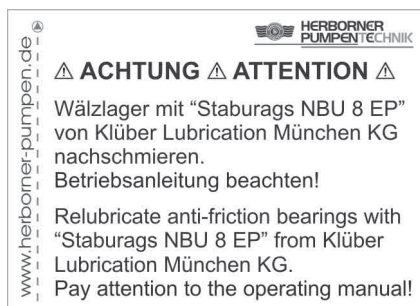 HERBORNER
PUMPENTECHNIK
⚠ ACHTUNG ⚠ ATTENTION ⚠
Wälzlager mit “Staburags NBU 8 EP”
von Klüber Lubrication München KG
nachschmieren.
Betriebsanleitung beachten!
Relubricate anti-friction bearings with
“Staburags NBU 8 EP” from Klüber
Lubrication München KG.
Pay attention to the operating manual!
www.herborner-pumpen.de